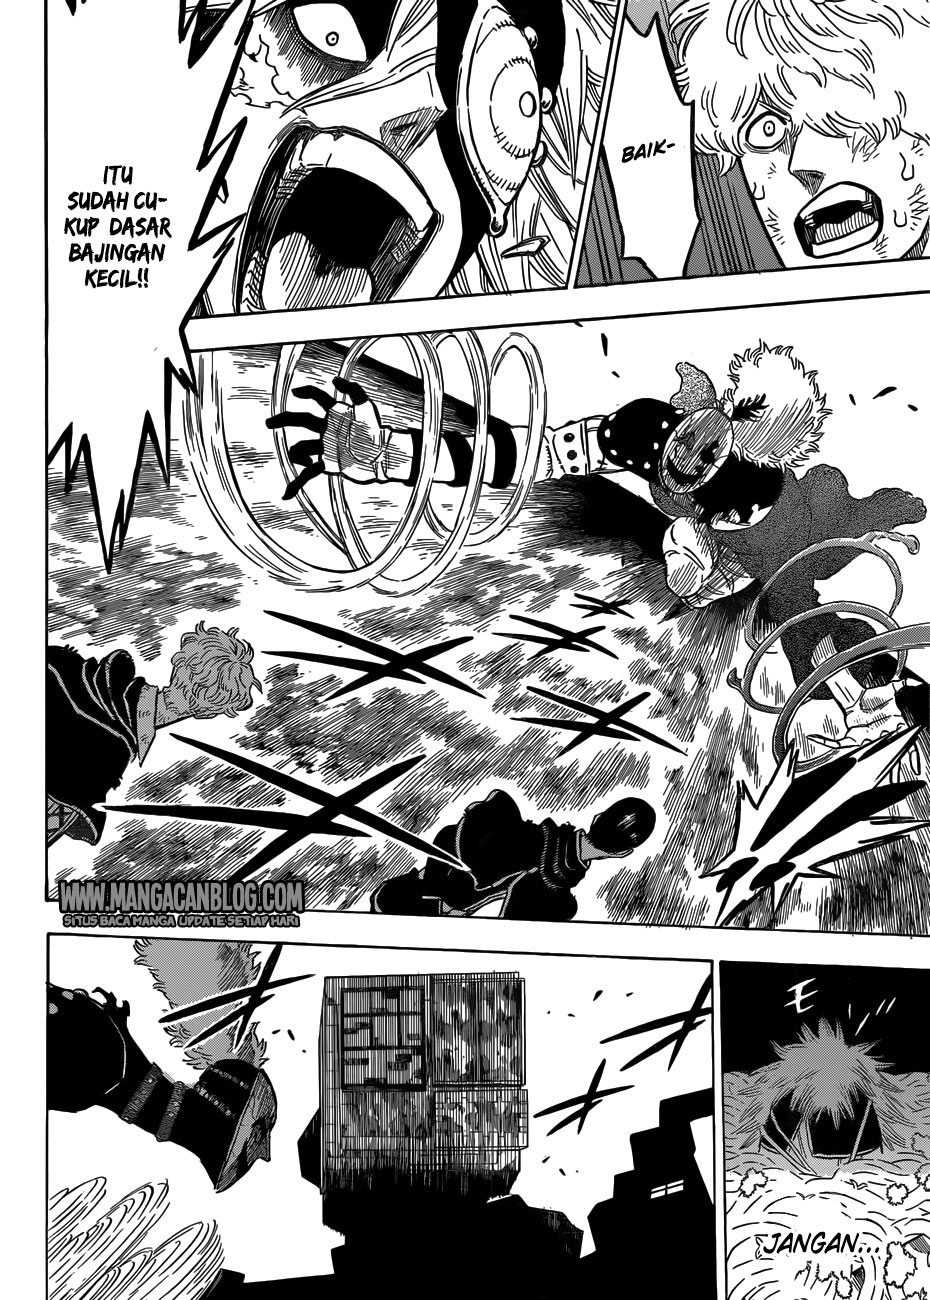 BAIK-
ITU
SUDAH CU-
KUP DASAR
BAJINGAN
KECIL!!
WWW.MANGACANBLOG.COM
SITUS BACA MANGA UPDATE SETIAP HARI
JANGAN...